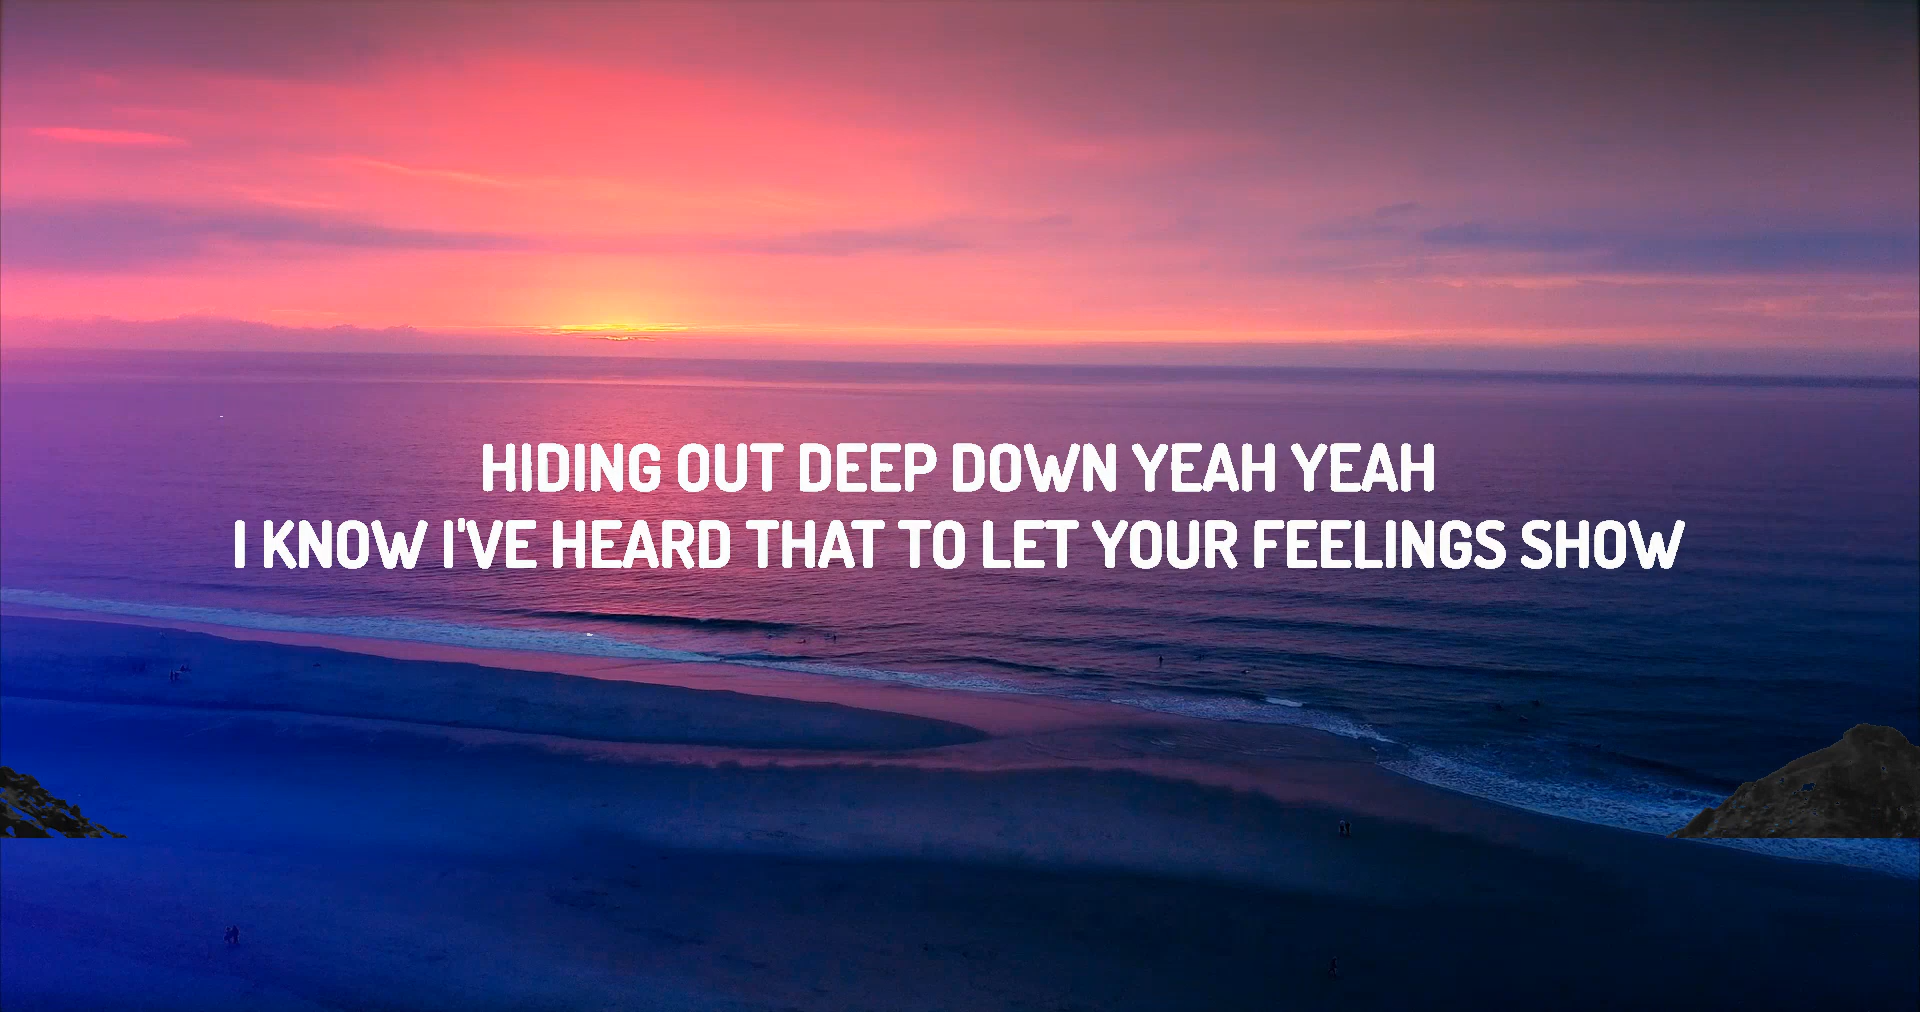 HIDING OUT DEEP DOWN YEAH YEAH
I KNOW I'VE HEARD THAT TO LET YOUR FEELINGS SHOW